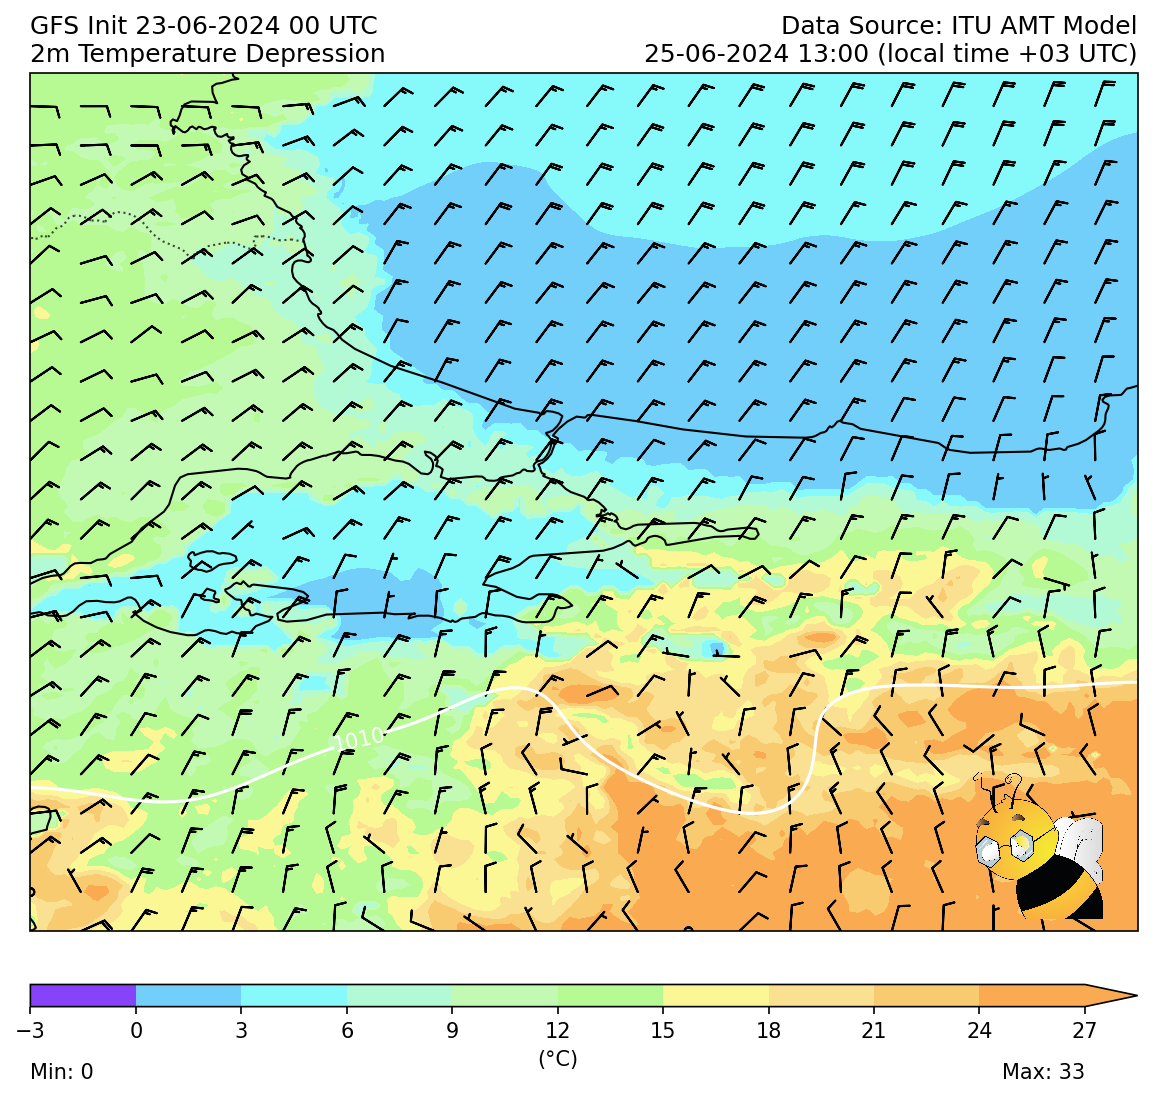 GFS Init 23-06-2024 00 UTC
Data Source: ITU AMT Model
2m Temperature Depression
25-06-2024 13:00 (local time +03 UTC)
1010
−3 0 3 6 9 12 15 18 21 24 27
(°C)
Min: 0
Max: 33